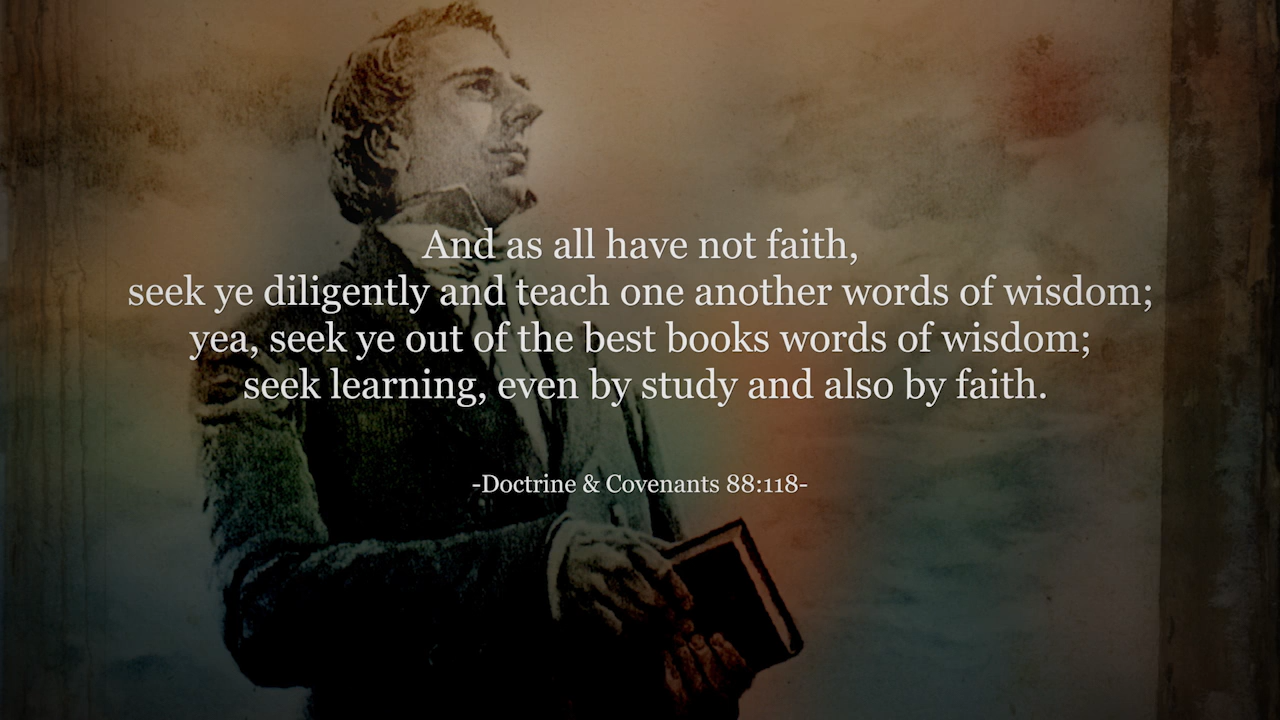 And as all have not faith,
seek ye diligently and teach one another words of wisdom;
yea, seek ye out of the best books words of wisdom;
seek learning, even by study and also by faith.
-Doctrine & Covenants 88:118-